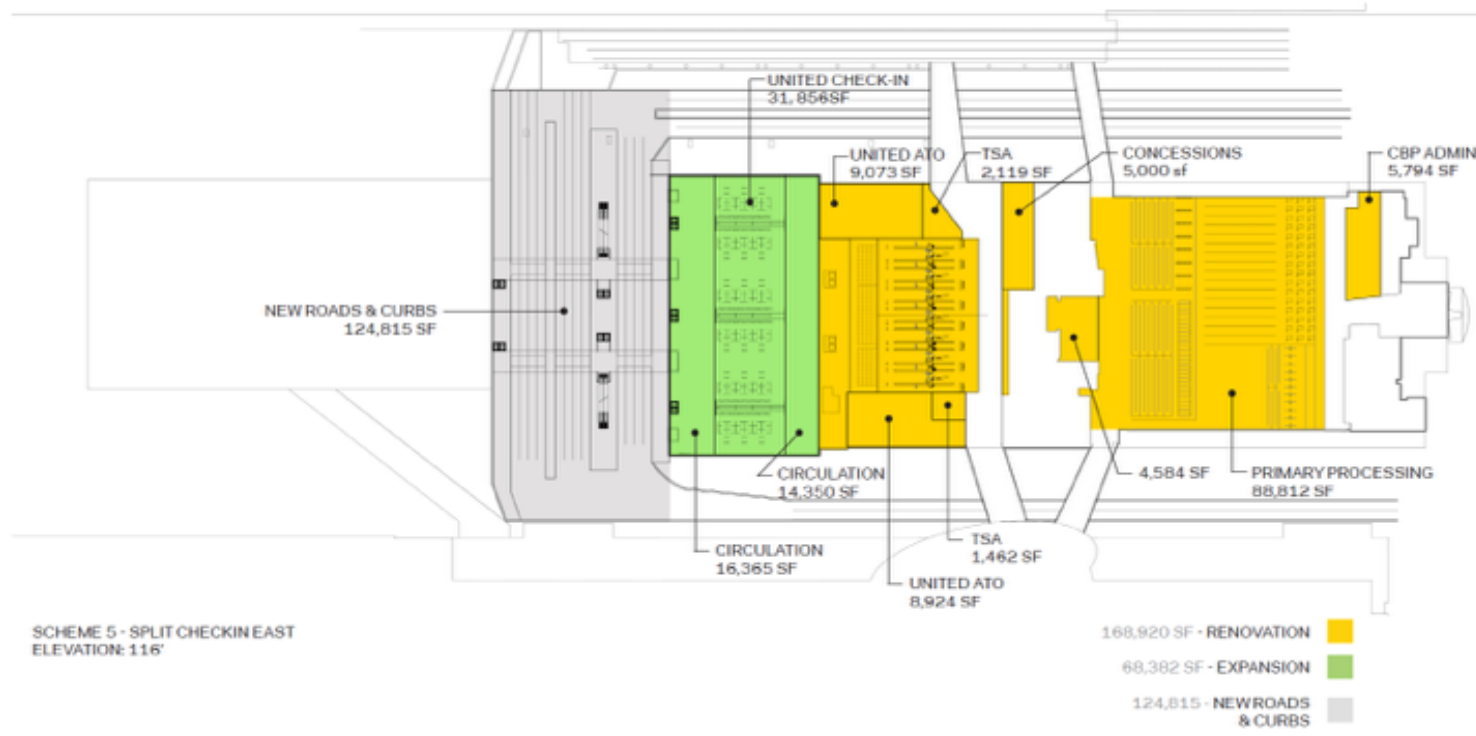 UNITED CHECK-IN
31,856SF
UNITED ATO
9,073 SF
TSA
2,119 SF
CONCESSIONS
5,000 sf
CBP ADMIN
5,794 SF
NEW ROADS & CURBS
124,815 SF
CIRCULATION
14,350 SF
4,584 SF
PRIMARY PROCESSING
88,812 SF
CIRCULATION
16,365 SF
TSA
1,462 SF
UNITED ATO
8,924 SF
SCHEME 5 - SPLIT CHECKIN EAST
ELEVATION: 116'
168,920 SF - RENOVATION
68,382 SF - EXPANSION
124,815 - NEW ROADS
& CURBS